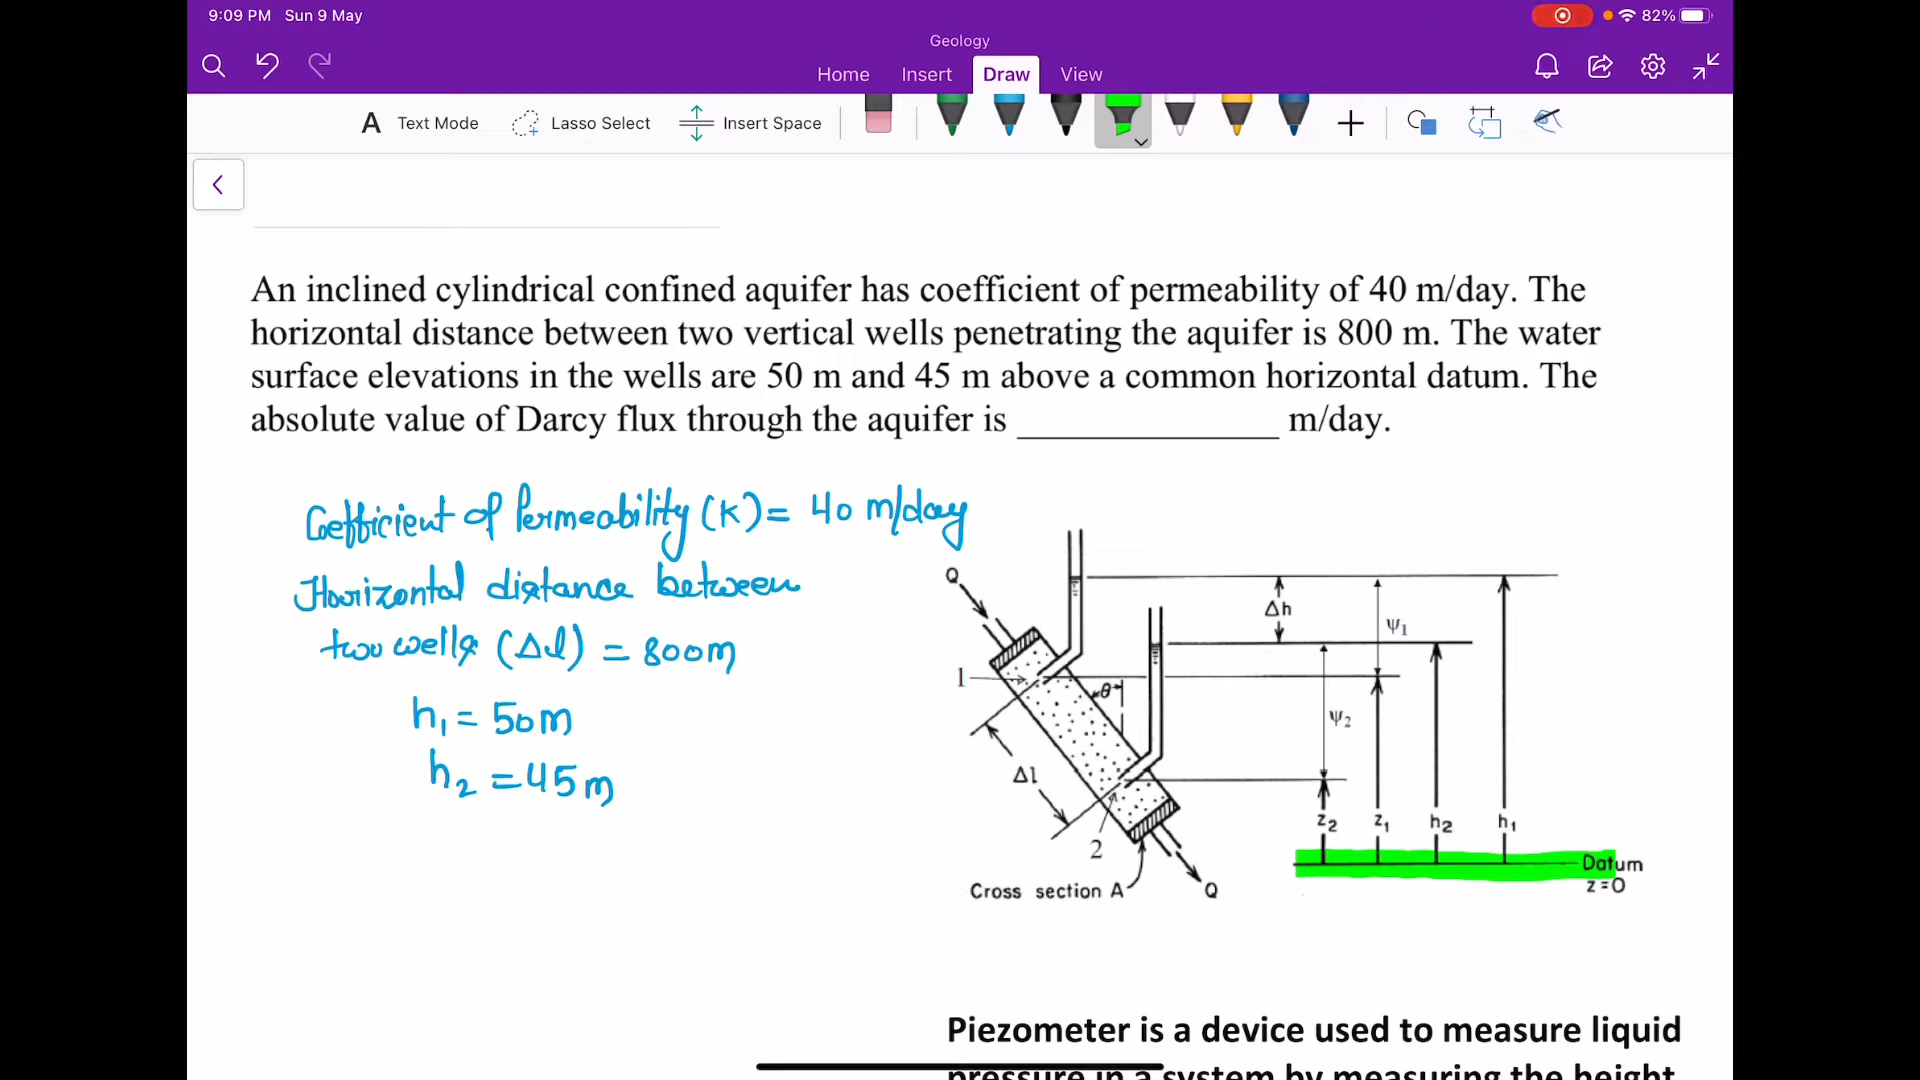 9:09 PM Sun 9 May
82%
Geology
Home Insert Draw View
A Text Mode Lasso Select Insert Space
An inclined cylindrical confined aquifer has coefficient of permeability of 40 m/day. The
horizontal distance between two vertical wells penetrating the aquifer is 800 m. The water
surface elevations in the wells are 50 m and 45 m above a common horizontal datum. The
absolute value of Darcy flux through the aquifer is ______________ m/day.
Coefficient of Permeability (K) = 40 m/day
Horizontal distance between
two wells (Δl) = 800m
h₁ = 50m
h₂ = 45m
Q
Δh
ψ₁
1
θ
ψ₂
Δl
z₂ z₁ h₂ h₁
2
Datum
z=0
Cross section A
Q
Piezometer is a device used to measure liquid
pressure in a system by measuring the height